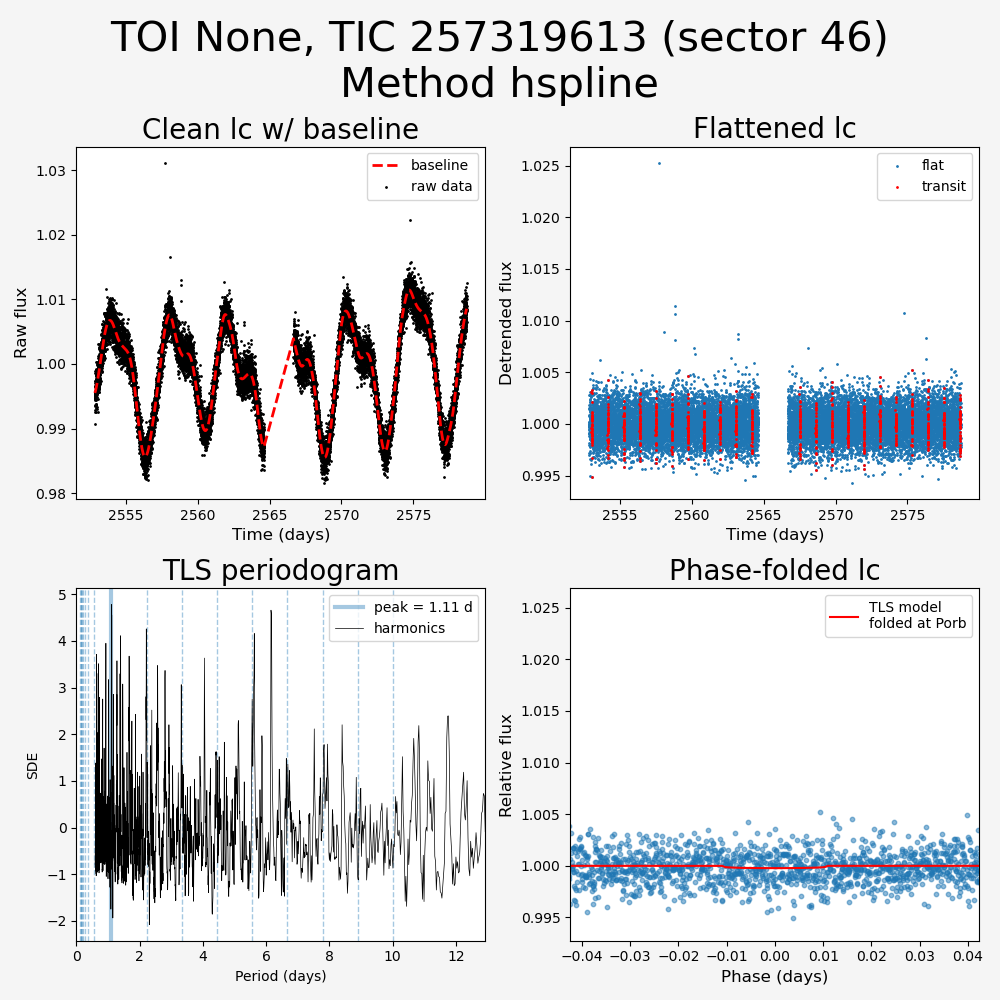 TOI None, TIC 257319613 (sector 46)
Method hspline
Clean lc w/ baseline
Raw flux
1.03
1.02
1.01
1.00
0.99
0.98
baseline
raw data
2555
2560
2565
2570
2575
Time (days)
Flattened lc
Detrended flux
1.025
1.020
1.015
1.010
1.005
1.000
0.995
flat
transit
2555
2560
2565
2570
2575
Time (days)
TLS periodogram
SDE
5
4
3
2
1
0
−1
−2
peak = 1.11 d
harmonics
0
2
4
6
8
10
12
Period (days)
Phase-folded lc
Relative flux
1.025
1.020
1.015
1.010
1.005
1.000
0.995
TLS model
folded at Porb
−0.04
−0.03
−0.02
−0.01
0.00
0.01
0.02
0.03
0.04
Phase (days)